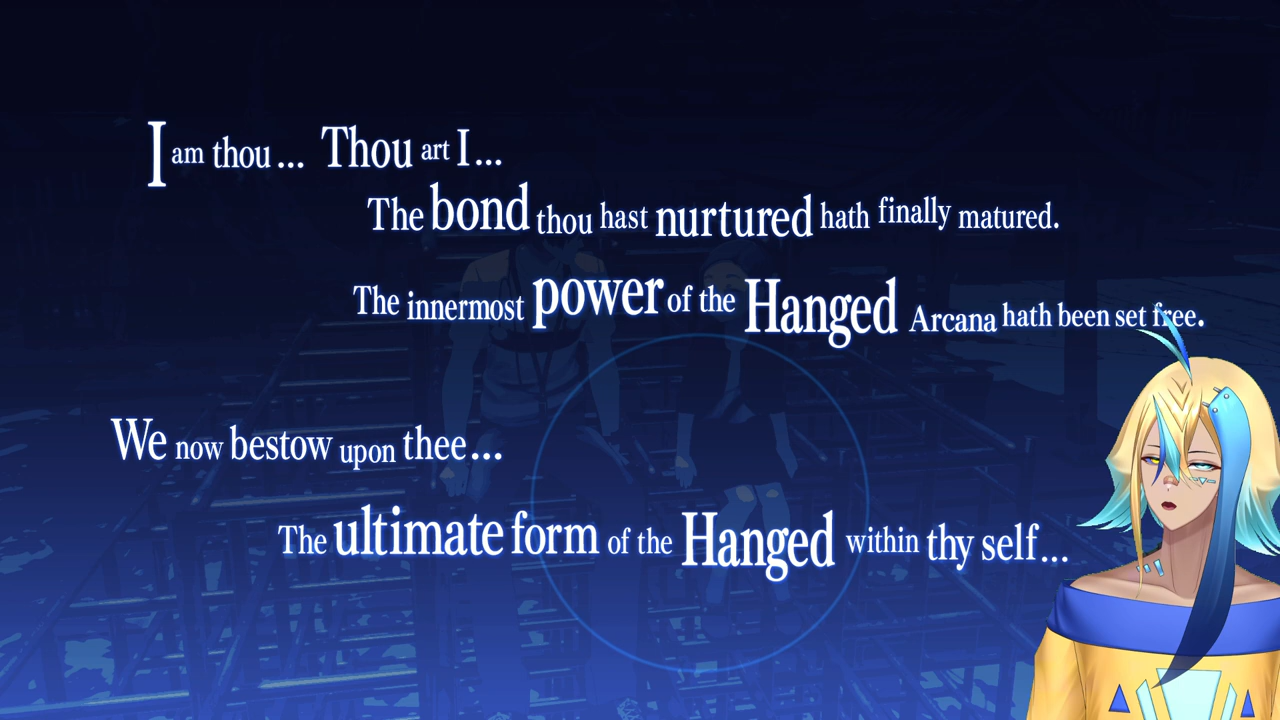 I am thou... Thou art I...
The bond thou hast nurtured hath finally matured.
The innermost power of the Hanged Arcana hath been set free.
We now bestow upon thee...
The ultimate form of the Hanged within thy self...